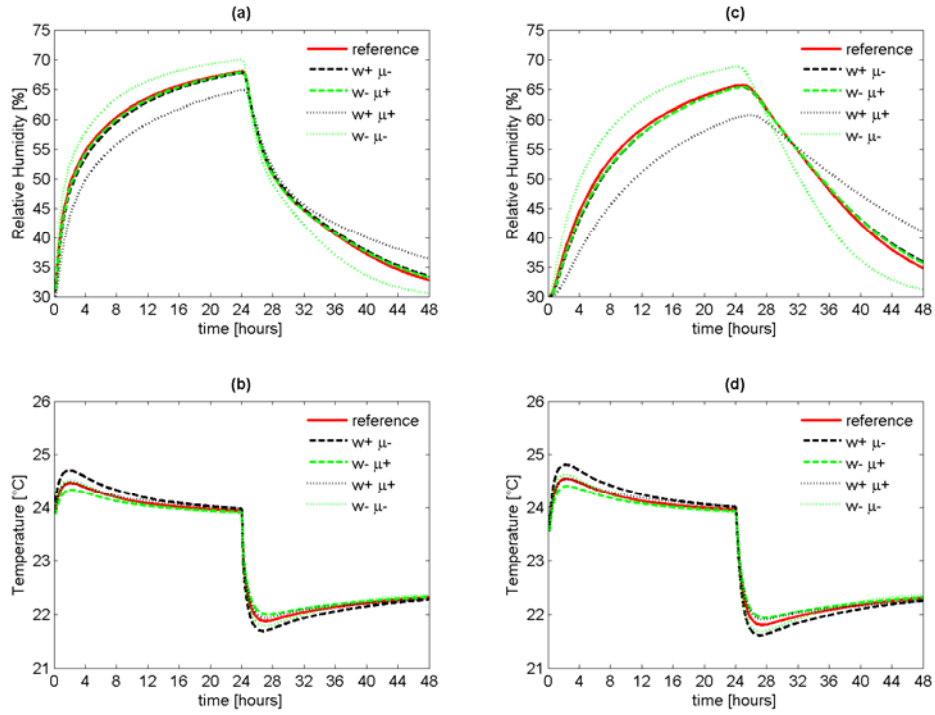 (a)
75
70
65
60
55
50
45
40
35
30
Relative Humidity [%]
reference
w+ μ-
w- μ+
w+ μ+
w- μ-
0 4 8 12 16 20 24 28 32 36 40 44 48
time [hours]
(c)
75
70
65
60
55
50
45
40
35
30
Relative Humidity [%]
reference
w+ μ-
w- μ+
w+ μ+
w- μ-
0 4 8 12 16 20 24 28 32 36 40 44 48
time [hours]
(b)
26
25
24
23
22
21
Temperature [°C]
reference
w+ μ-
w- μ+
w+ μ+
w- μ-
0 4 8 12 16 20 24 28 32 36 40 44 48
time [hours]
(d)
26
25
24
23
22
21
Temperature [°C]
reference
w+ μ-
w- μ+
w+ μ+
w- μ-
0 4 8 12 16 20 24 28 32 36 40 44 48
time [hours]